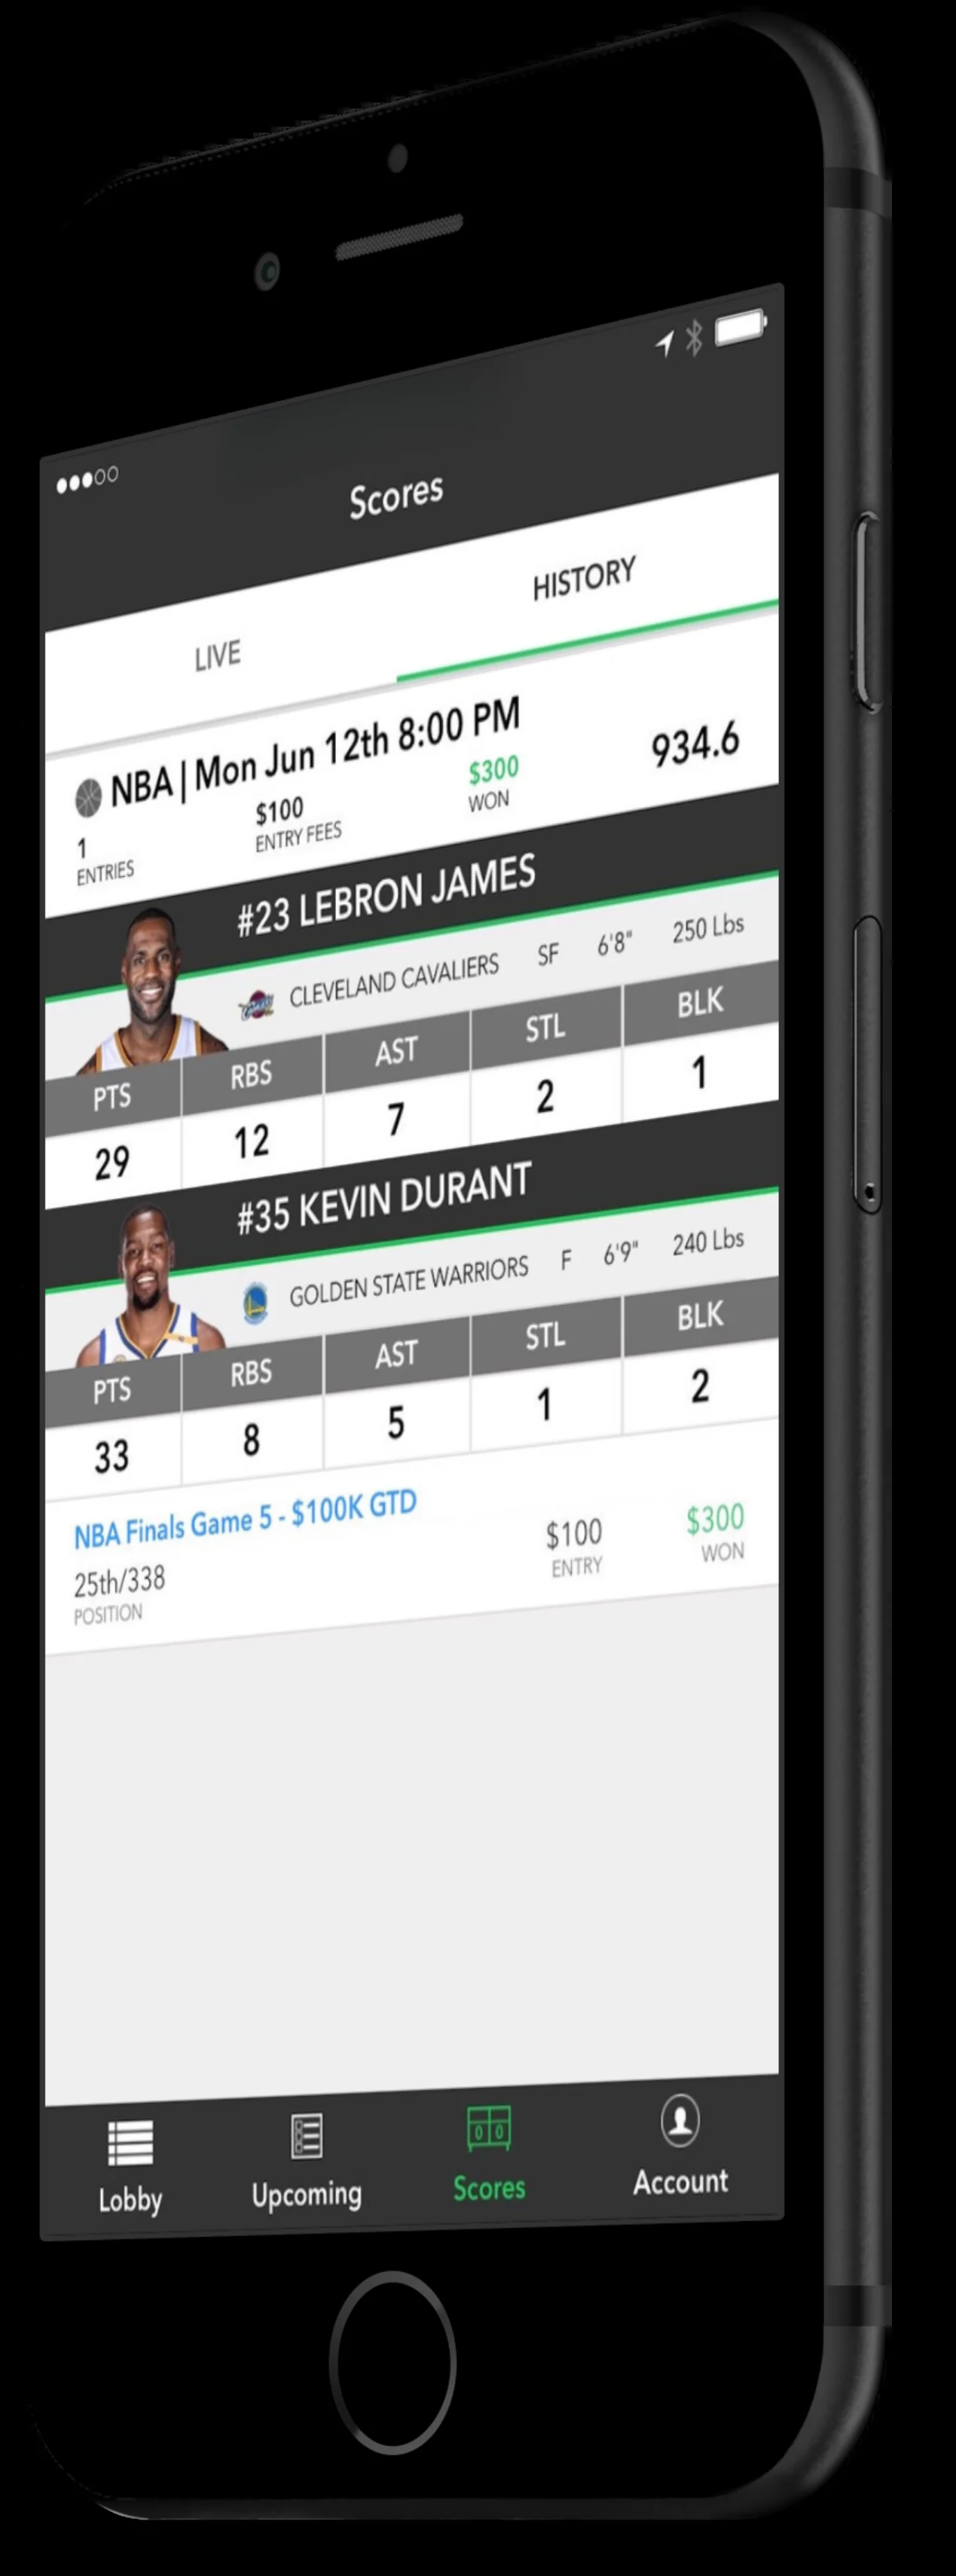 Scores
LIVE HISTORY
NBA | Mon Jun 12th 8:00 PM 934.6
1 $100 $300
ENTRIES ENTRY FEES WON
#23 LEBRON JAMES
CLEVELAND CAVALIERS SF 6'8" 250 Lbs
PTS RBS AST STL BLK
29 12 7 2 1
#35 KEVIN DURANT
GOLDEN STATE WARRIORS F 6'9" 240 Lbs
PTS RBS AST STL BLK
33 8 5 1 2
NBA Finals Game 5 - $100K GTD
25th/338 $100 $300
POSITION ENTRY WON
Lobby Upcoming Scores Account